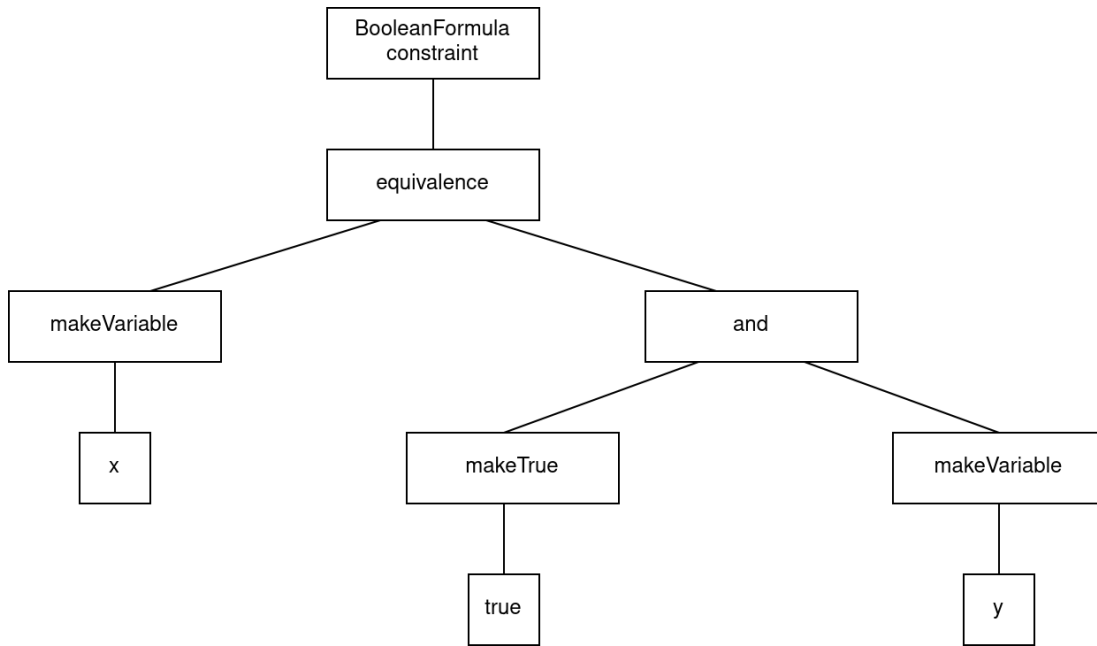 BooleanFormula
constraint
equivalence
makeVariable
and
x
makeTrue
makeVariable
true
y